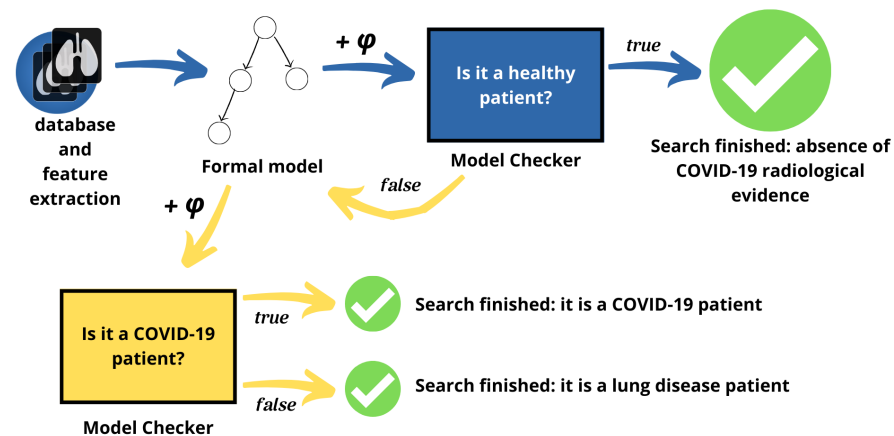 database
and
feature
extraction
Formal model
+ φ
Is it a healthy
patient?
Model Checker
true
Search finished: absence of
COVID-19 radiological
evidence
false
+ φ
Is it a COVID-19
patient?
Model Checker
true
Search finished: it is a COVID-19 patient
false
Search finished: it is a lung disease patient